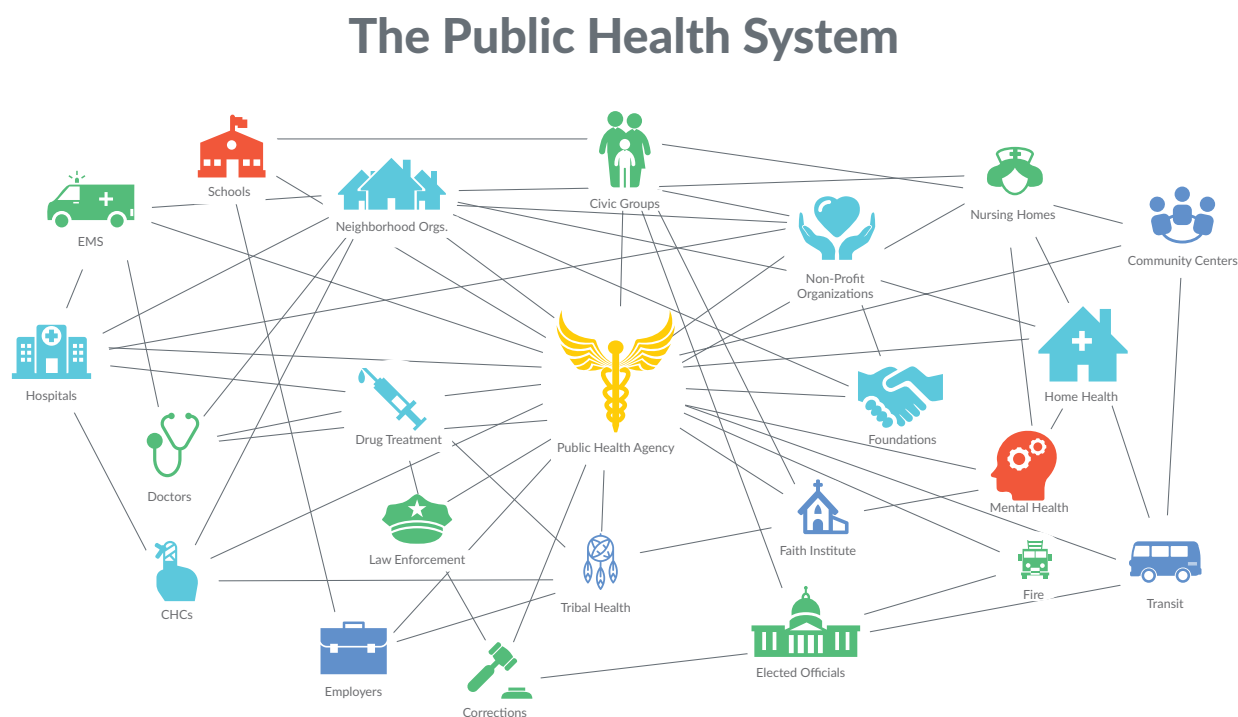 The Public Health System
Schools
Civic Groups
Neighborhood Orgs.
Nursing Homes
EMS
Community Centers
Non-Profit
Organizations
Hospitals
Home Health
Drug Treatment
Public Health Agency
Foundations
Doctors
Mental Health
Law Enforcement
Faith Institute
CHCs
Tribal Health
Fire
Transit
Elected Officials
Employers
Corrections